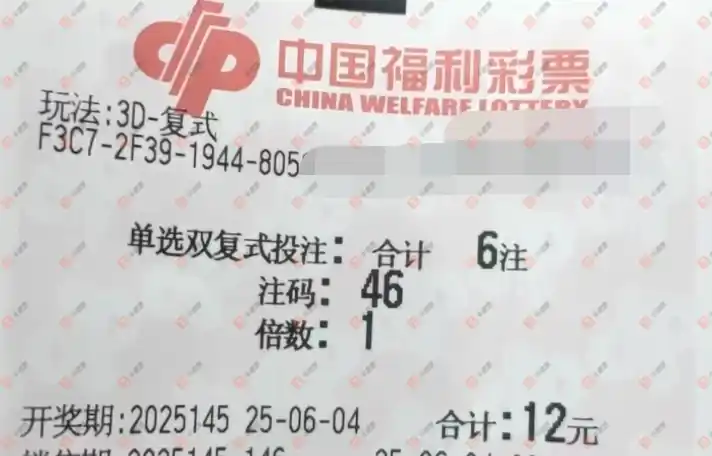 中国福利彩票
CHINA WELFARE LOTTERY
玩法:3D-复式
F3C7-2F39-1944-805
单选双复式投注: 合计 6注
注码: 46
倍数: 1
开奖期:2025145 25-06-04 合计:12元